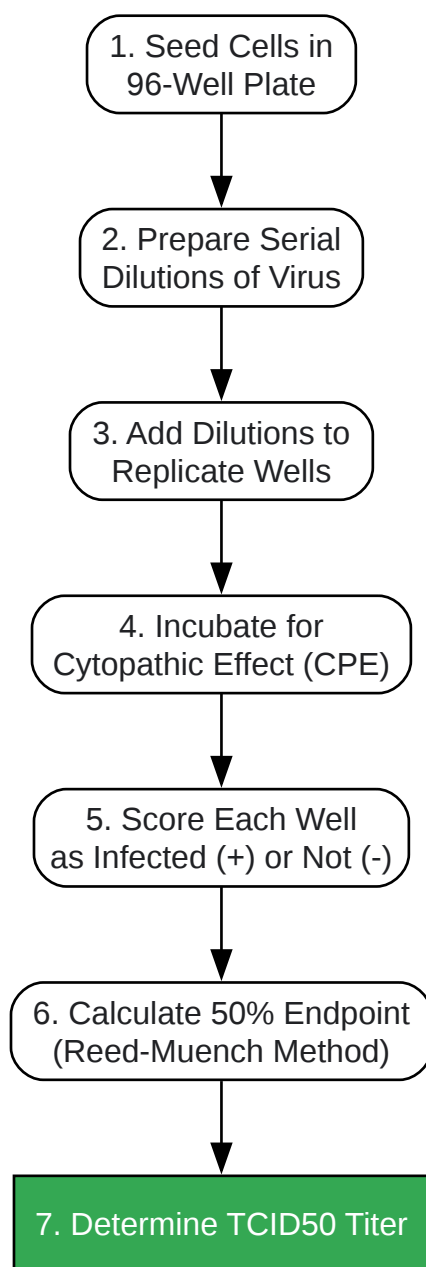 1. Seed Cells in
96-Well Plate
2. Prepare Serial
Dilutions of Virus
3. Add Dilutions to
Replicate Wells
4. Incubate for
Cytopathic Effect (CPE)
5. Score Each Well
as Infected (+) or Not (-)
6. Calculate 50% Endpoint
(Reed-Muench Method)
7. Determine TCID50 Titer